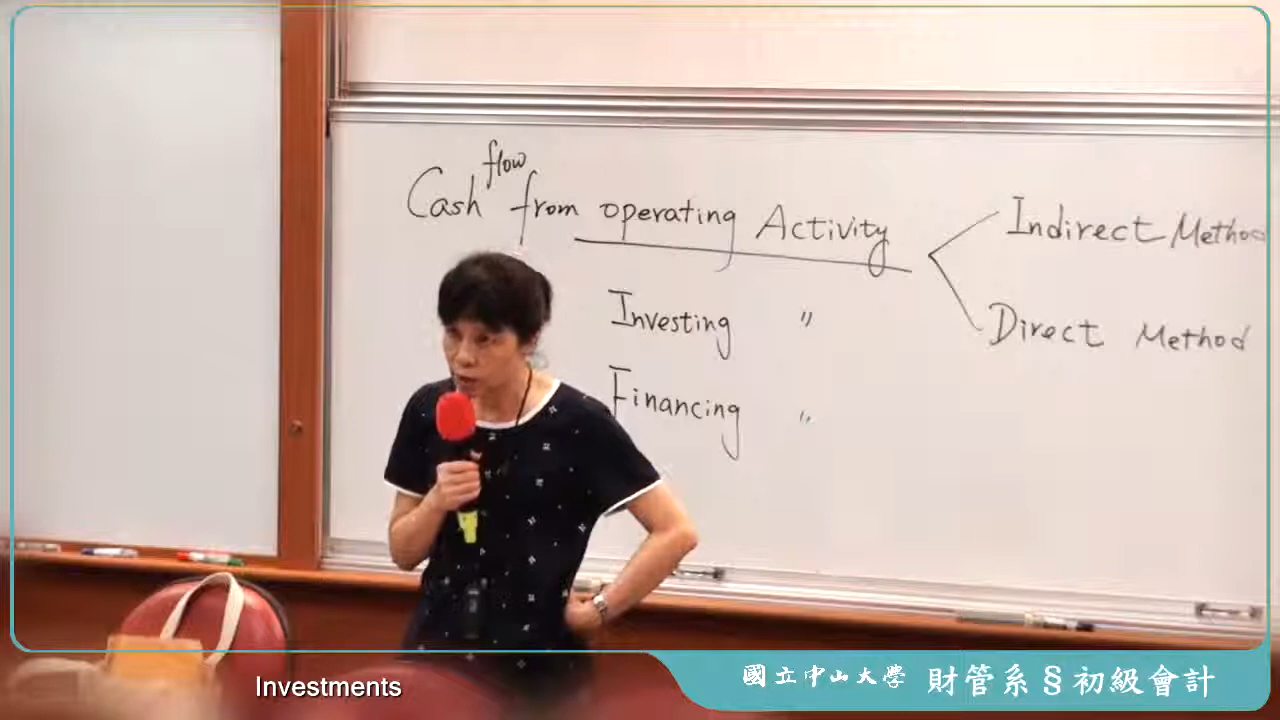 Cash flow from operating Activity
Indirect Method
Direct Method
Investing "
Financing "
Investments
國立中山大學 財管系 § 初級會計